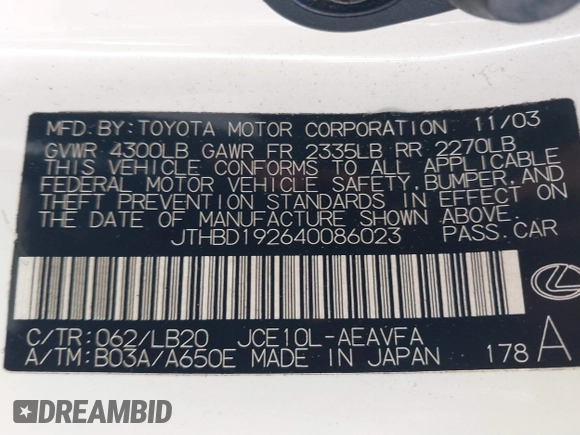 MFD. BY: TOYOTA MOTOR CORPORATION 11/03
GVWR 4300LB GAWR FR 2335LB RR 2270LB
THIS VEHICLE CONFORMS TO ALL APPLICABLE
FEDERAL MOTOR VEHICLE SAFETY, BUMPER, AND
THEFT PREVENTION STANDARDS IN EFFECT ON
THE DATE OF MANUFACTURE SHOWN ABOVE.
JTHBD192640086023 PASS. CAR
C/TR: 062/LB20 JCE10L-AEAVFA
A/TM: B03A/A650E MADE IN JAPAN 178 A
DREAMBID